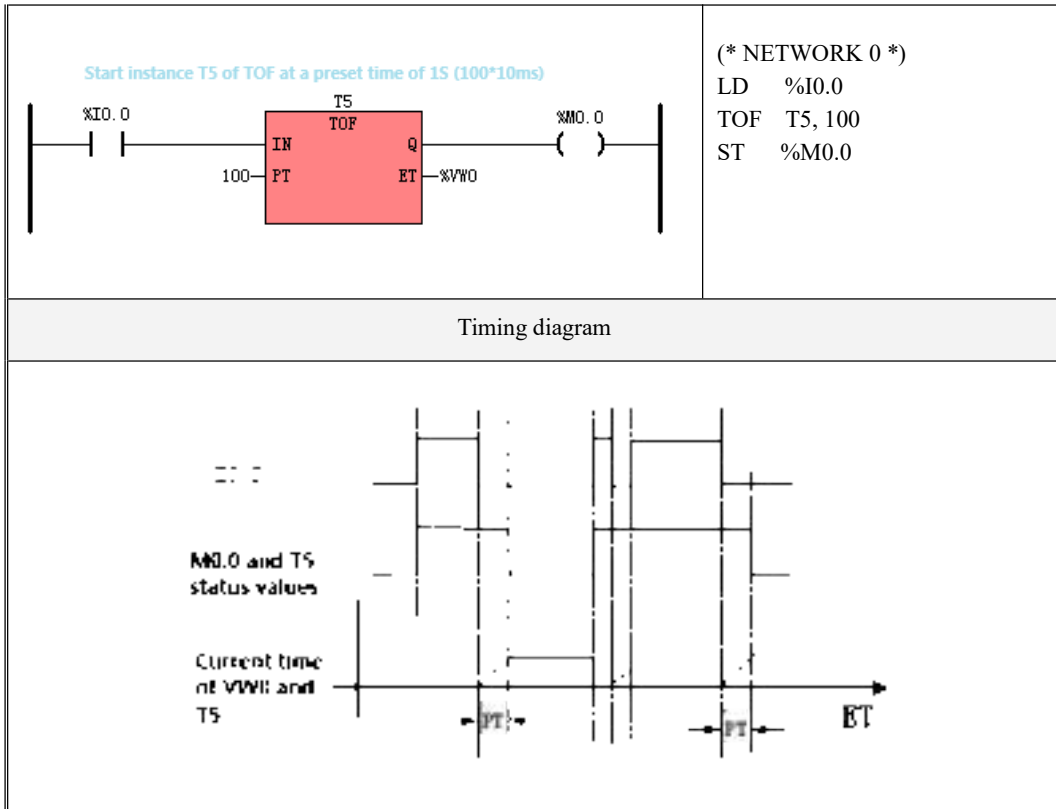 Start instance T5 of TOF at a preset time of 1S (100*10ms)
%I0.0
T5
TOF
%M0.0
IN
Q
100
PT
ET
%VW0
(* NETWORK 0 *)
LD %I0.0
TOF T5, 100
ST %M0.0
Timing diagram
M0.0 and T5
status values
Current time
of VW0 and
T5
PT
PT
ET